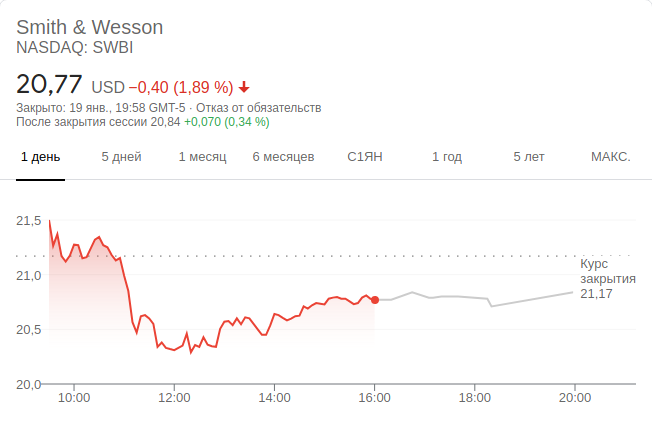 Smith & Wesson
NASDAQ: SWBI
20,77 USD −0,40 (1,89 %)
Закрыто: 19 янв., 19:58 GMT-5 · Отказ от обязательств
После закрытия сессии 20,84 +0,070 (0,34 %)
1 день 5 дней 1 месяц 6 месяцев С1ЯН 1 год 5 лет МАКС.
21,5
Курс
закрытия
21,0
21,17
20,5
20,0
10:00 12:00 14:00 16:00 18:00 20:00